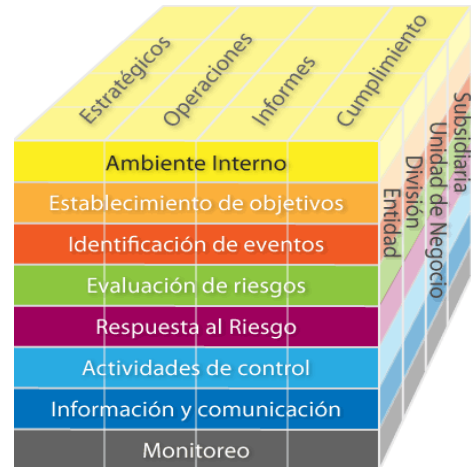 Estratégicos
Operaciones
Informes
Cumplimiento
Ambiente Interno
Establecimiento de objetivos
Identificación de eventos
Evaluación de riesgos
Respuesta al Riesgo
Actividades de control
Información y comunicación
Monitoreo
Entidad
División
Unidad de Negocio
Subsidiaria